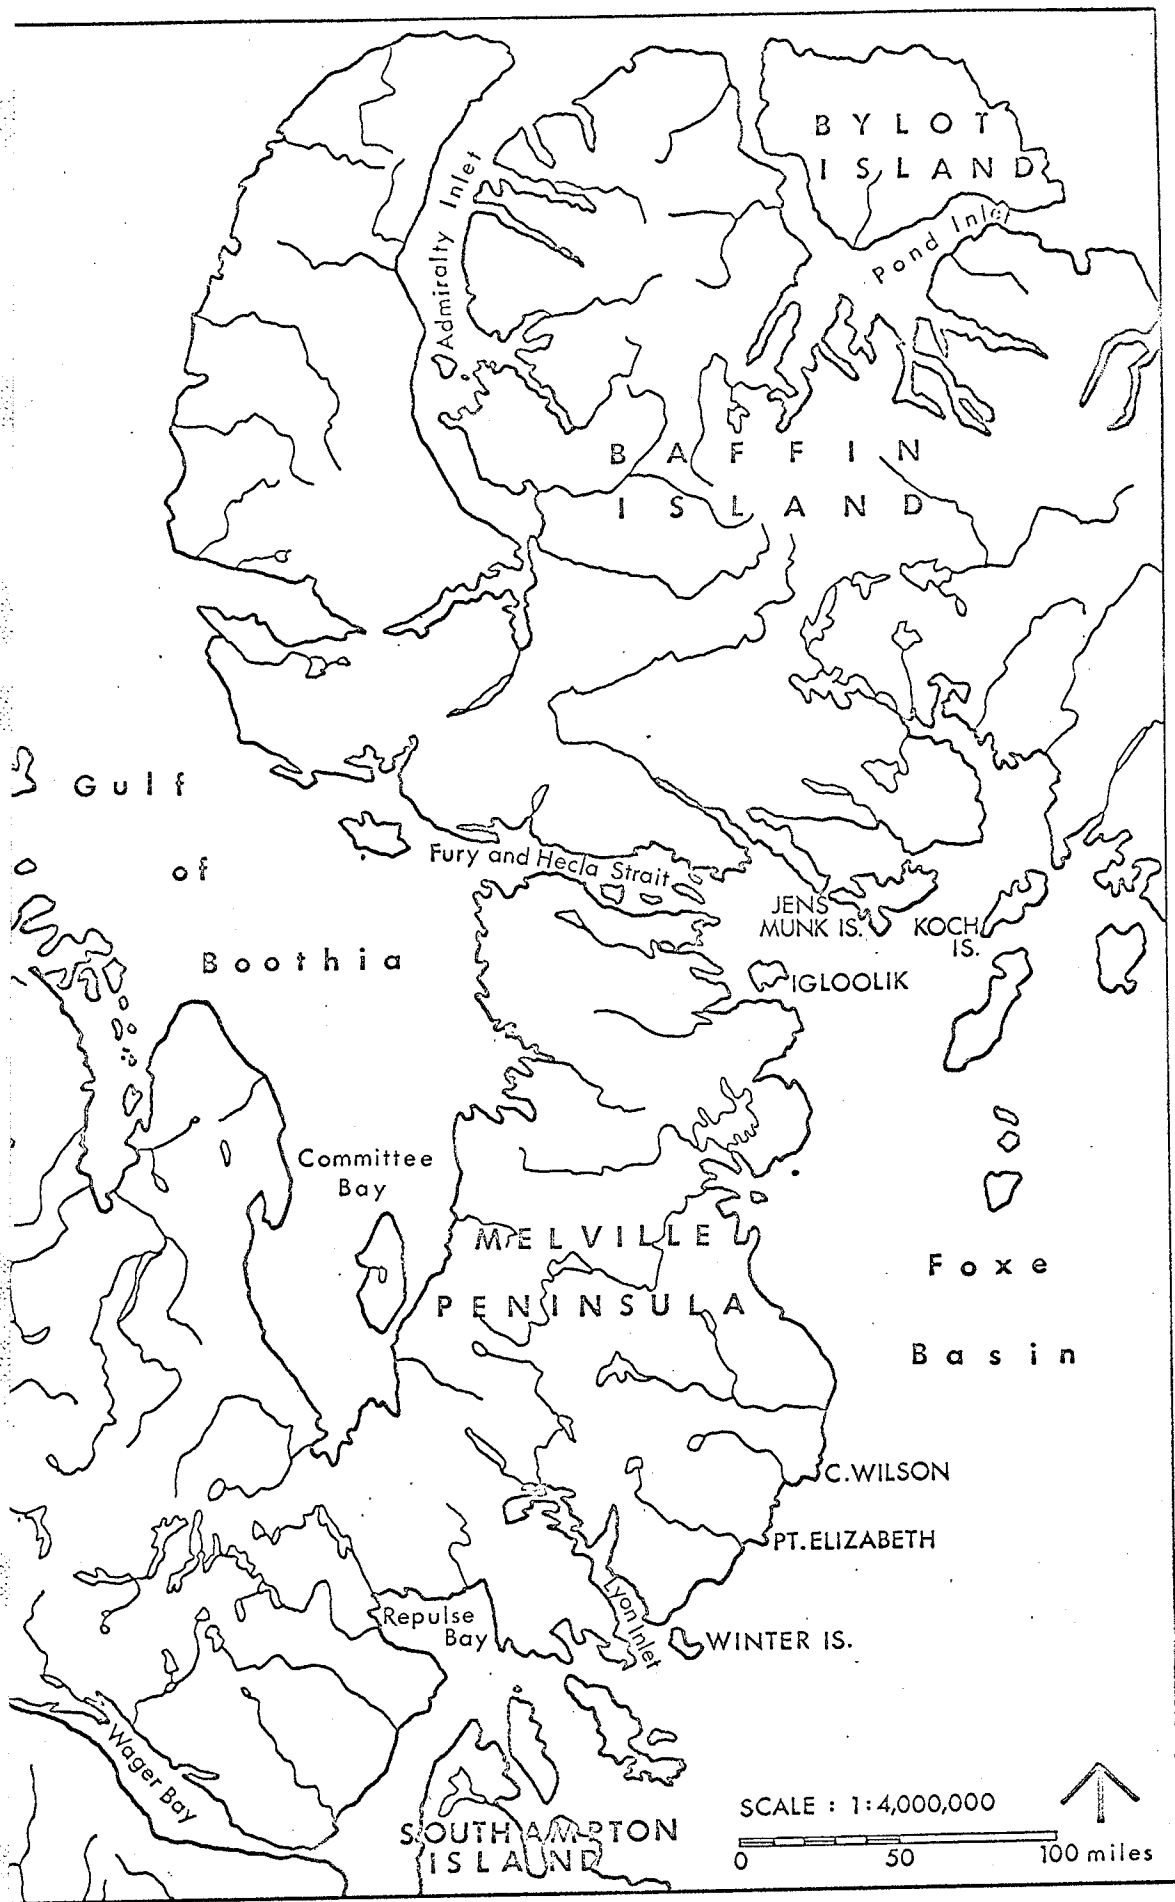 BYLOT
ISLAND
Admiralty Inlet
Pond Inlet
BAFFIN
ISLAND
Gulf
of
Boothia
Fury and Hecla Strait
JENS
MUNK IS.
KOCH
IS.
IGLOOLIK
Committee
Bay
MELVILLE
PENINSULA
Foxe
Basin
C.WILSON
PT.ELIZABETH
Repulse
Bay
Lyon Inlet
WINTER IS.
Wager Bay
SOUTHAMPTON
ISLAND
SCALE : 1:4,000,000
0 50 100 miles